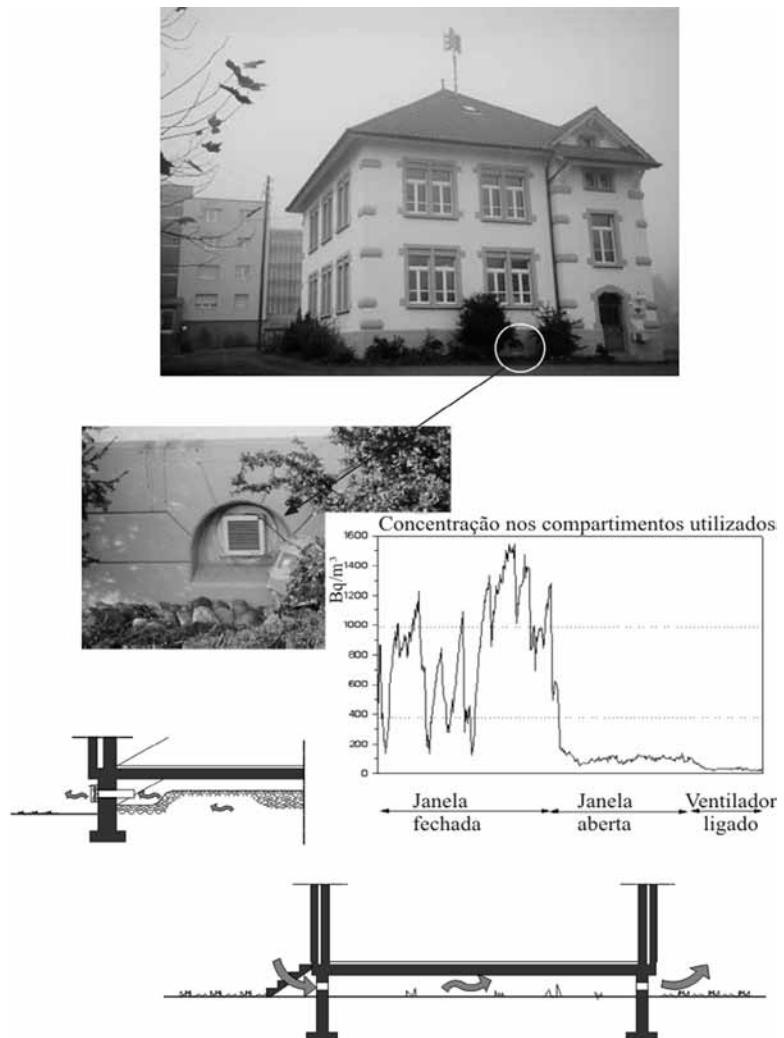 Concentração nos compartimentos utilizados
Bq/m³
1600
1400
1200
1000
800
600
400
200
0
Janela
fechada
Janela
aberta
Ventilador
ligado